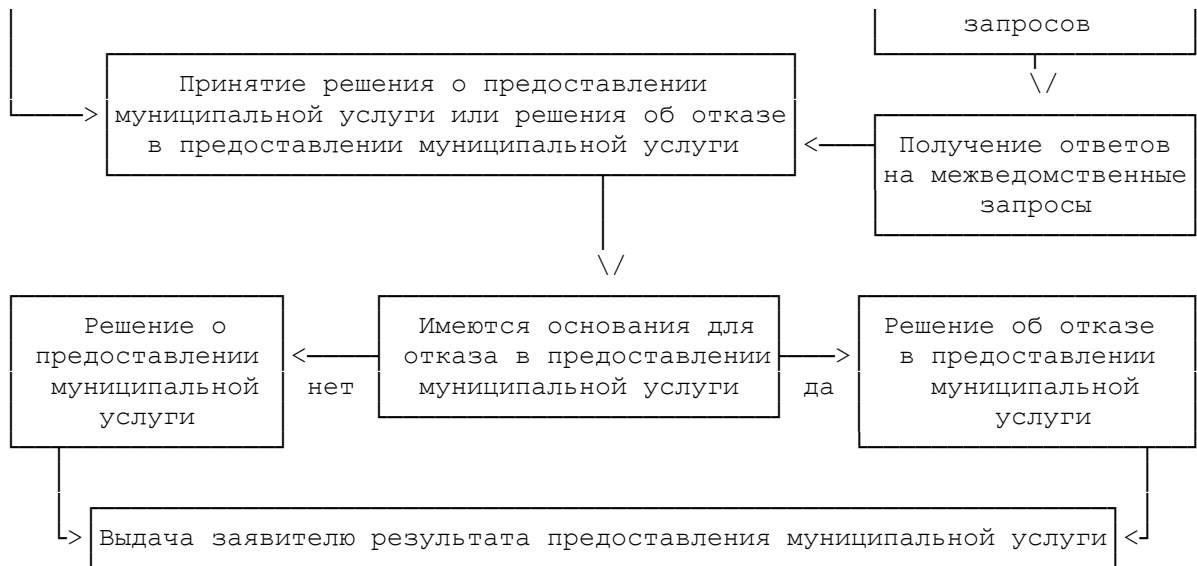 запросов
Принятие решения о предоставлении
муниципальной услуги или решения об отказе
в предоставлении муниципальной услуги
Получение ответов
на межведомственные
запросы
Решение о
предоставлении
муниципальной
услуги
нет
Имеются основания для
отказа в предоставлении
муниципальной услуги
да
Решение об отказе
в предоставлении
муниципальной
услуги
Выдача заявителю результата предоставления муниципальной услуги